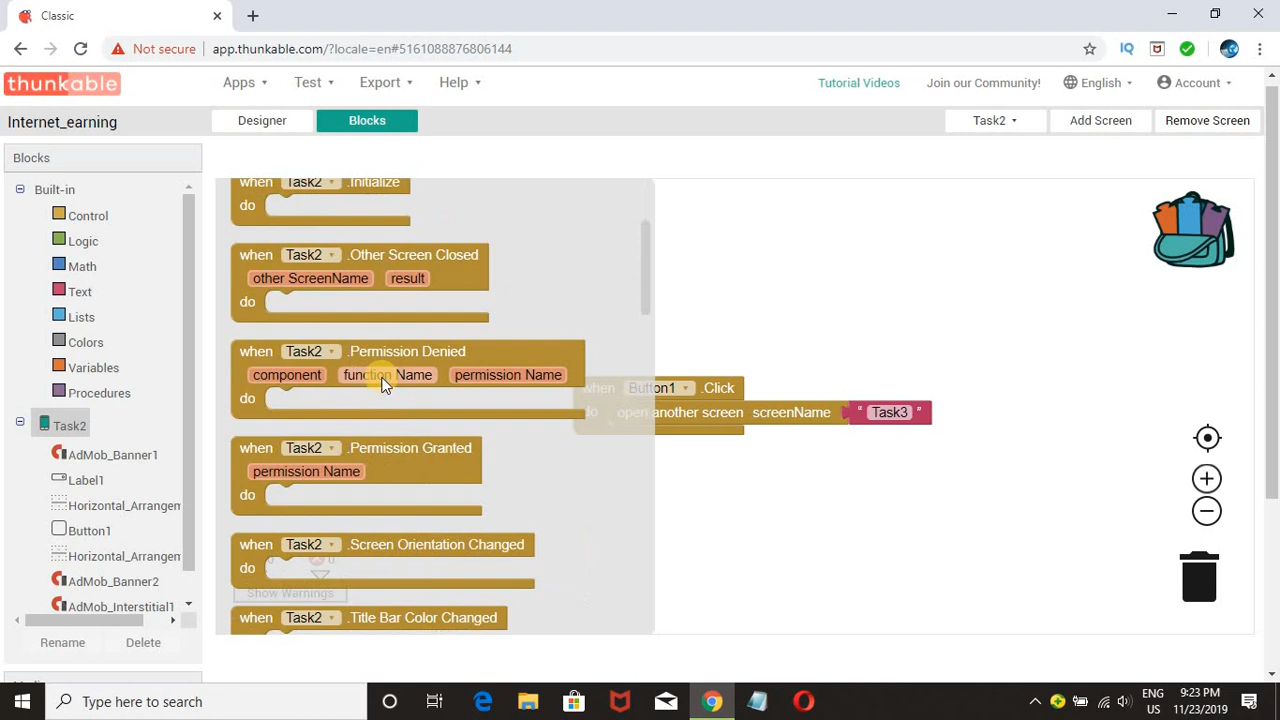 Classic
Not secure
app.thunkable.com/?locale=en#5161088876806144
IQ
thunkable
Apps
Test
Export
Help
Tutorial Videos
Join our Community!
English
Account
Internet_earning
Designer
Blocks
Task2
Add Screen
Remove Screen
Blocks
Built-in
Control
Logic
Math
Text
Lists
Colors
Variables
Procedures
Task2
AdMob_Banner1
Label1
Horizontal_Arrangem
Button1
Horizontal_Arrangem
AdMob_Banner2
AdMob_Interstitial1
Rename
Delete
when Task2 .Initialize
do
when Task2 .Other Screen Closed
other ScreenName result
do
when Task2 .Permission Denied
component function Name permission Name
do
when Task2 .Permission Granted
permission Name
do
when Task2 .Screen Orientation Changed
do
when Task2 .Title Bar Color Changed
when Button1 .Click
do open another screen screenName " Task3 "
0 0
Show Warnings
Type here to search
ENG
US
9:23 PM
11/23/2019